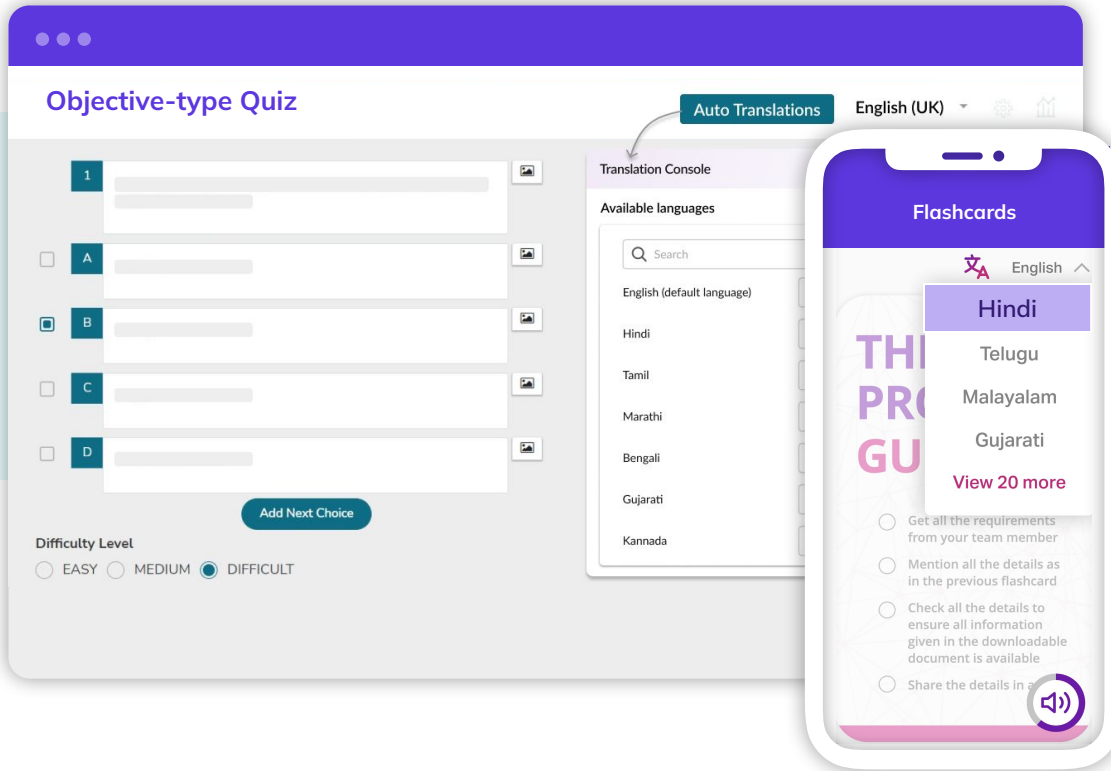 Objective-type Quiz
Auto Translations
English (UK)
1
A
B
C
D
Add Next Choice
Difficulty Level
EASY
MEDIUM
DIFFICULT
Translation Console
Available languages
Search
English (default language)
Hindi
Tamil
Marathi
Bengali
Gujarati
Kannada
Flashcards
文A
English
Hindi
Telugu
Malayalam
Gujarati
View 20 more
GU
Get all the requirements
from your team member
Mention all the details as
in the previous flashcard
Check all the details to
ensure all information
given in the downloadable
document is available
Share the details in